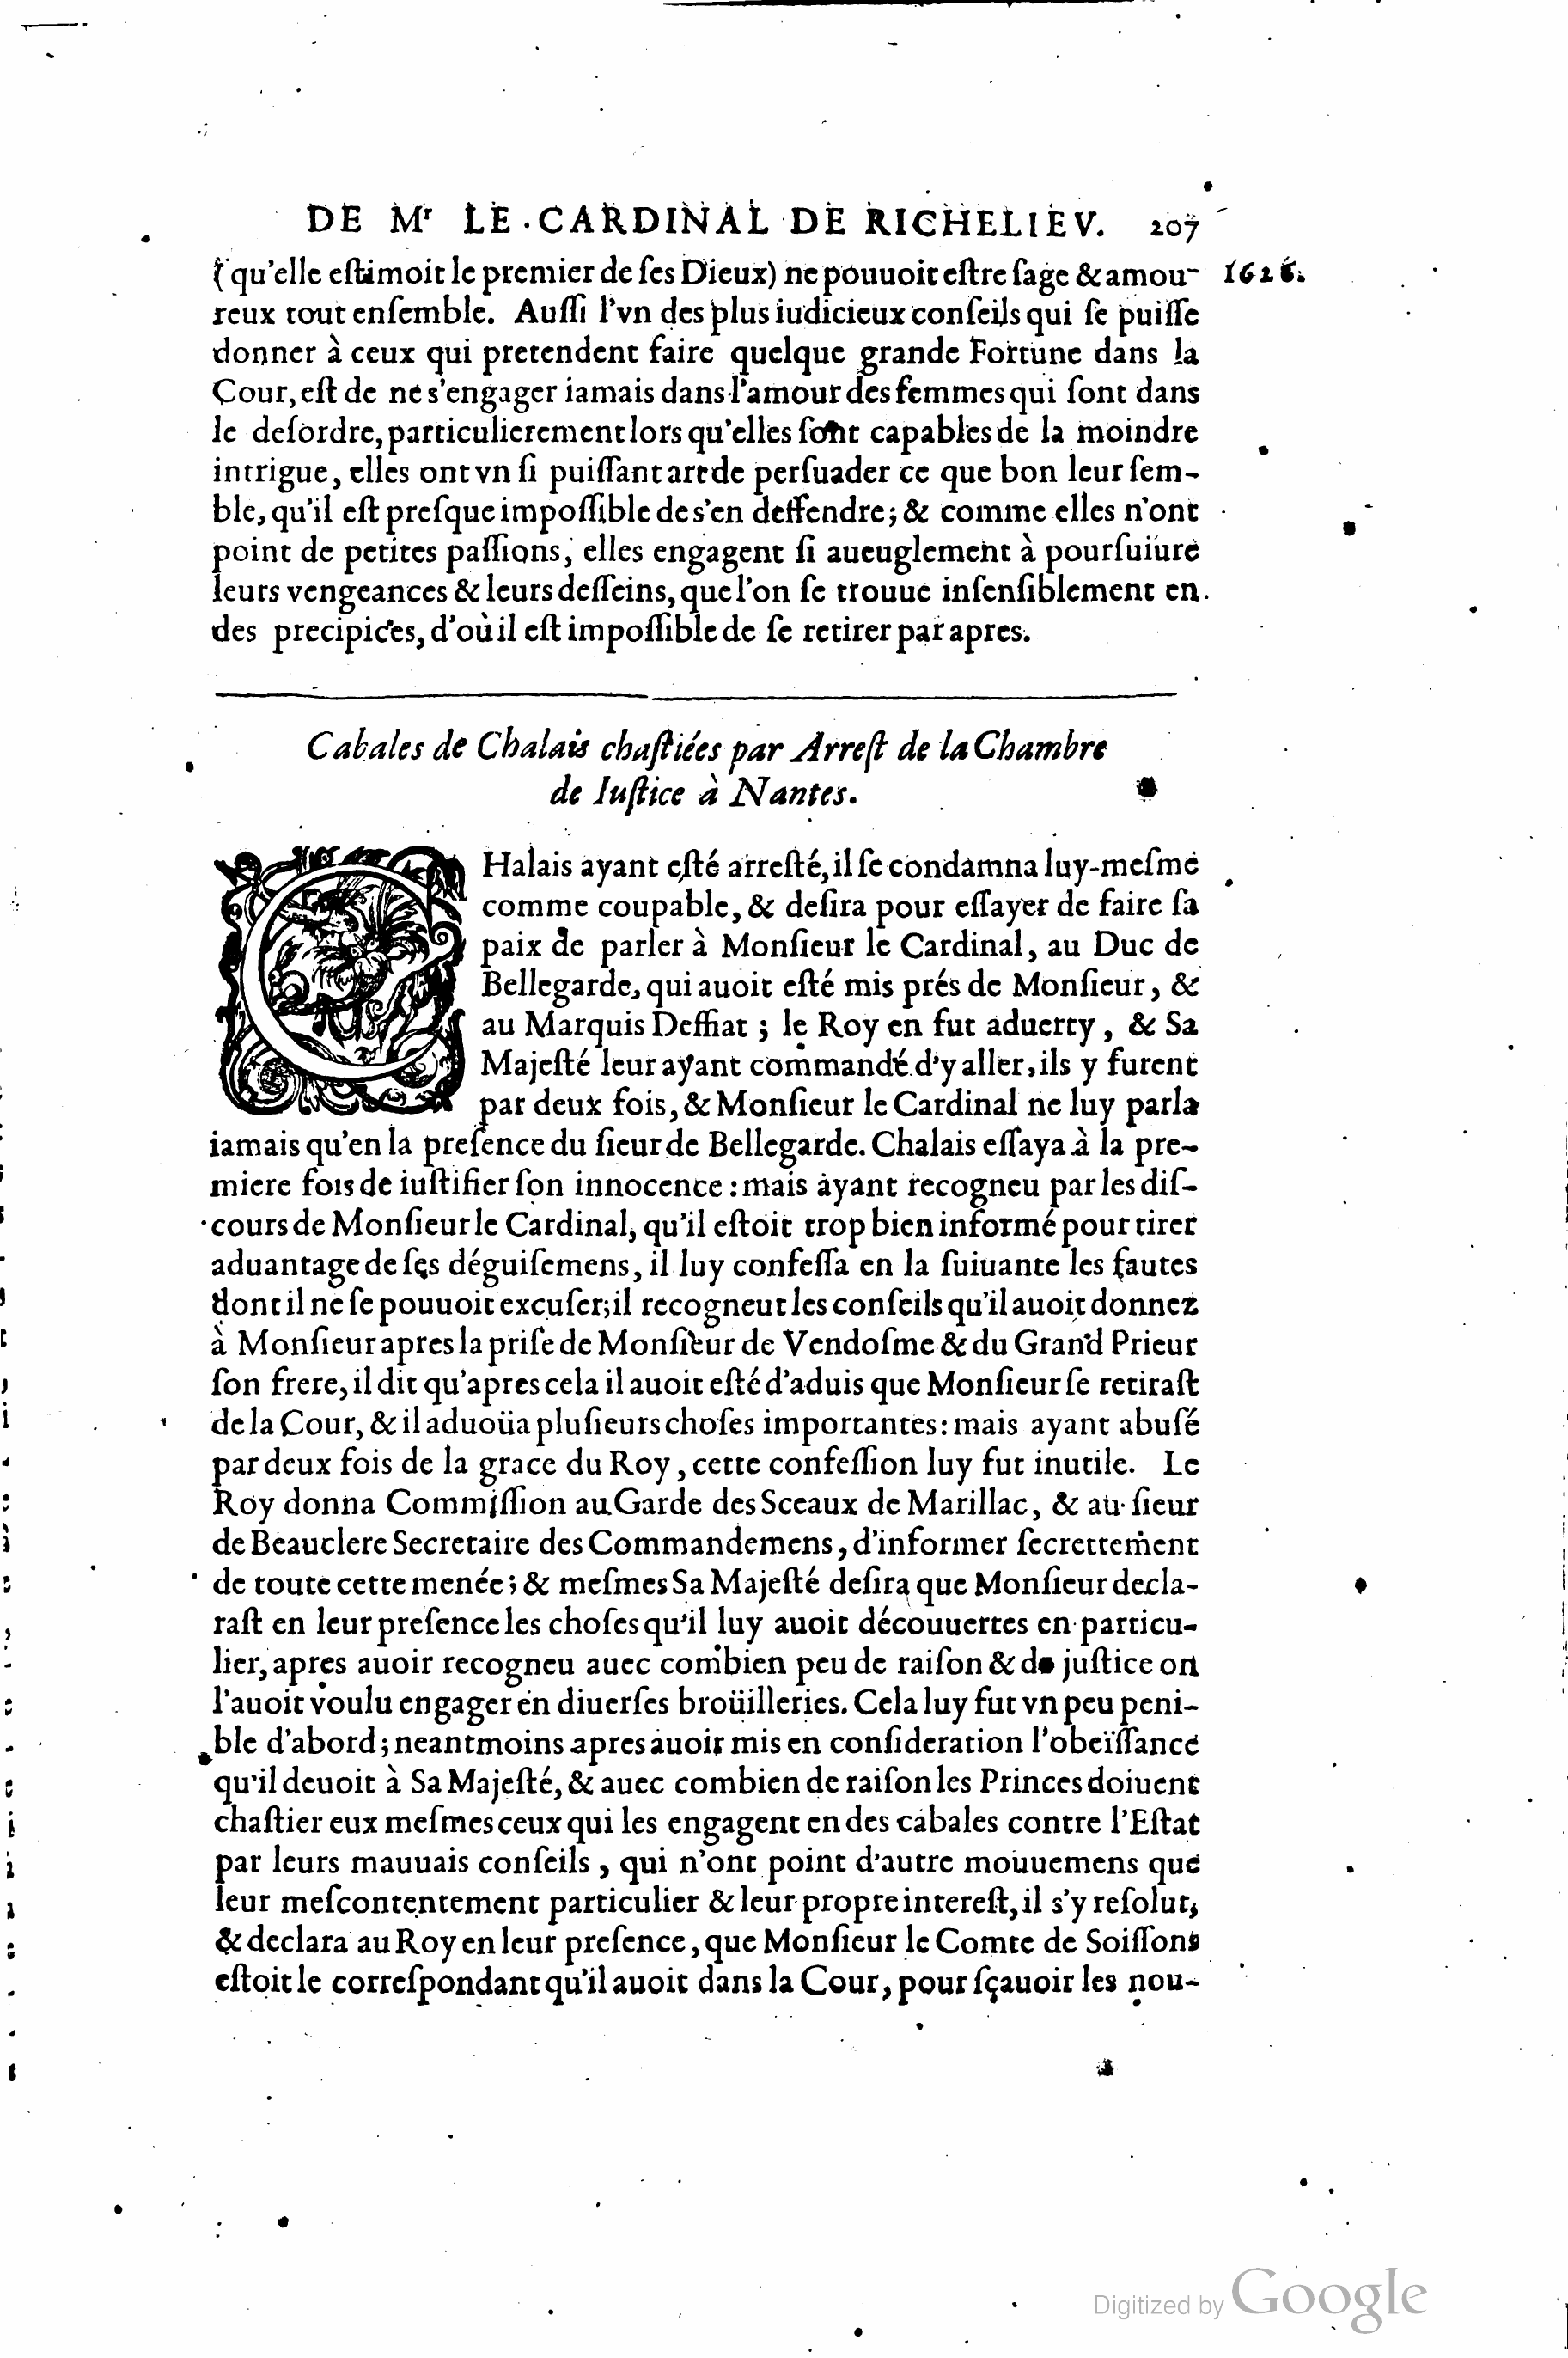 DE Mr LE CARDINAL DE RICHELIEV. 207
(qu'elle eſtimoit le premier de ſes Dieux) ne pouuoit eſtre ſage & amou- 1626.
reux tout enſemble. Auſſi l'vn des plus iudicieux conſeils qui ſe puiſſe
donner à ceux qui pretendent faire quelque grande Fortune dans la
Cour, eſt de ne s'engager iamais dans l'amour des femmes qui ſont dans
le deſordre, particulierement lors qu'elles ſont capables de la moindre
intrigue, elles ont vn ſi puiſſant art de perſuader ce que bon leur ſem-
ble, qu'il eſt preſque impoſſible de s'en deffendre; & comme elles n'ont
point de petites paſſions, elles engagent ſi aueuglement à pourſuiure
leurs vengeances & leurs deſſeins, que l'on ſe trouue inſenſiblement en
des precipices, d'où il eſt impoſſible de ſe retirer par apres.
Cabales de Chalais chaſtiées par Arreſt de la Chambre
de Iuſtice à Nantes.
CHalais ayant eſté arreſté, il ſe condamna luy-meſme
comme coupable, & deſira pour eſſayer de faire ſa
paix de parler à Monſieur le Cardinal, au Duc de
Bellegarde, qui auoit eſté mis prés de Monſieur, &
au Marquis Deffiat ; le Roy en fut aduerty, & Sa
Majeſté leur ayant commandé d'y aller, ils y furent
par deux fois, & Monſieur le Cardinal ne luy parla
iamais qu'en la preſence du ſieur de Bellegarde. Chalais eſſaya à la pre-
miere fois de iuſtifier ſon innocence : mais ayant recogneu par les diſ-
cours de Monſieur le Cardinal, qu'il eſtoit trop bien informé pour tirer
aduantage de ſes déguiſemens, il luy confeſſa en la ſuiuante les fautes
dont il ne ſe pouuoit excuſer; il recogneut les conſeils qu'il auoit donnez
à Monſieur apres la priſe de Monſieur de Vendoſme & du Grand Prieur
ſon frere, il dit qu'apres cela il auoit eſté d'aduis que Monſieur ſe retiraſt
de la Cour, & il aduoüa pluſieurs choſes importantes : mais ayant abuſé
par deux fois de la grace du Roy, cette confeſſion luy fut inutile. Le
Roy donna Commiſſion au Garde des Sceaux de Marillac, & au ſieur
de Beauclere Secretaire des Commandemens, d'informer ſecrettement
de toute cette menée; & meſmes Sa Majeſté deſira que Monſieur decla-
raſt en leur preſence les choſes qu'il luy auoit découuertes en particu-
lier, apres auoir recogneu auec combien peu de raiſon & de juſtice on
l'auoit voulu engager en diuerſes broüilleries. Cela luy fut vn peu peni-
ble d'abord; neantmoins apres auoir mis en conſideration l'obeïſſance
qu'il deuoit à Sa Majeſté, & auec combien de raiſon les Princes doiuent
chaſtier eux meſmes ceux qui les engagent en des cabales contre l'Eſtat
par leurs mauuais conſeils, qui n'ont point d'autre mouuemens que
leur meſcontentement particulier & leur propre intereſt, il s'y reſolut,
& declara au Roy en leur preſence, que Monſieur le Comte de Soiſſons
eſtoit le correſpondant qu'il auoit dans la Cour, pour ſçauoir les nou-
Digitized by Google